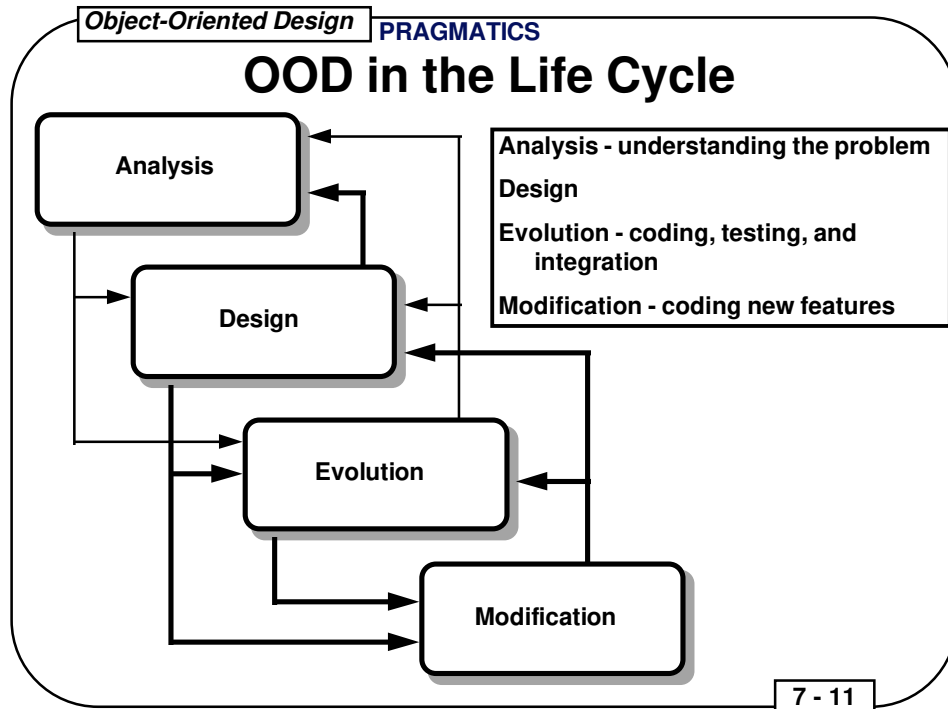 Object-Oriented Design
PRAGMATICS
OOD in the Life Cycle
Analysis
Design
Evolution
Modification
Analysis - understanding the problem
Design
Evolution - coding, testing, and
integration
Modification - coding new features
7 - 11